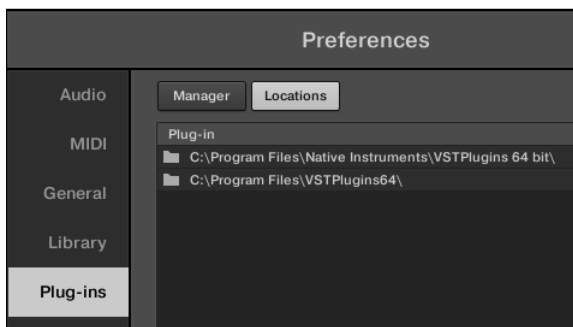 Preferences
Audio
MIDI
General
Library
Plug-ins
Manager Locations
Plug-in
C:\Program Files\Native Instruments\VSTPlugins 64 bit\
C:\Program Files\VSTPlugins64\